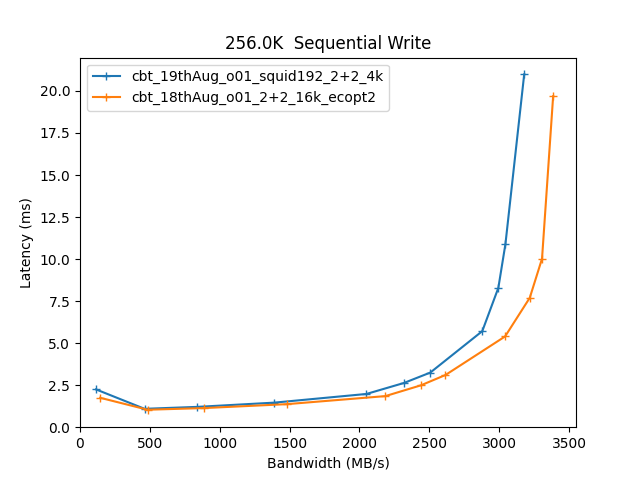 256.0K  Sequential Write
cbt_19thAug_o01_squid192_2+2_4k
cbt_18thAug_o01_2+2_16k_ecopt2
Latency (ms)
20.0
17.5
15.0
12.5
10.0
7.5
5.0
2.5
0.0
0 500 1000 1500 2000 2500 3000 3500
Bandwidth (MB/s)